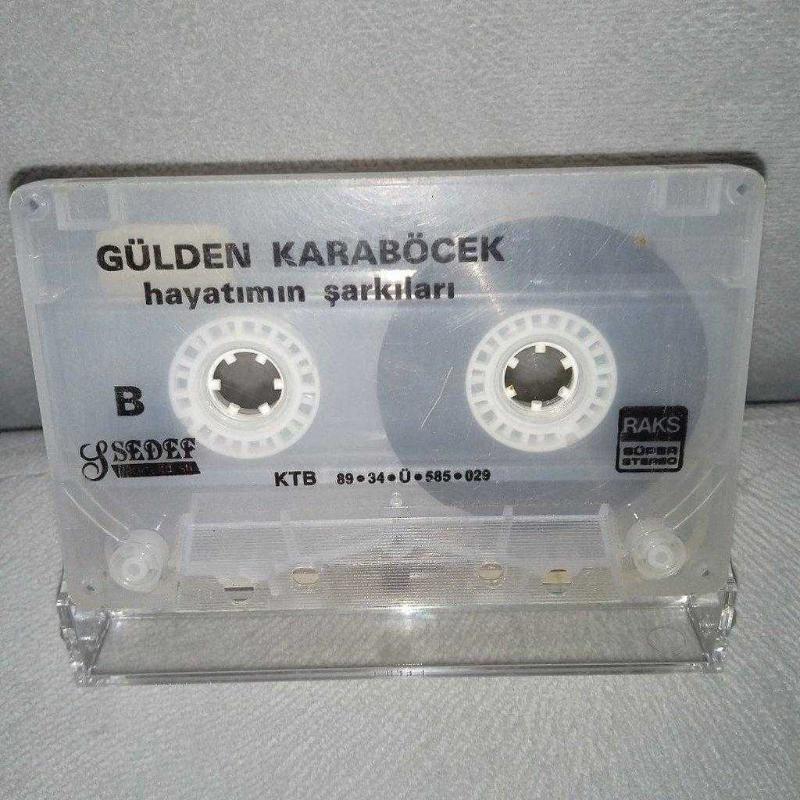 GÜLDEN KARABÖCEK
hayatımın şarkıları
B
SEDEF
KTB 89•34•Ü•585•029
RAKS
SÜPER
STEREO